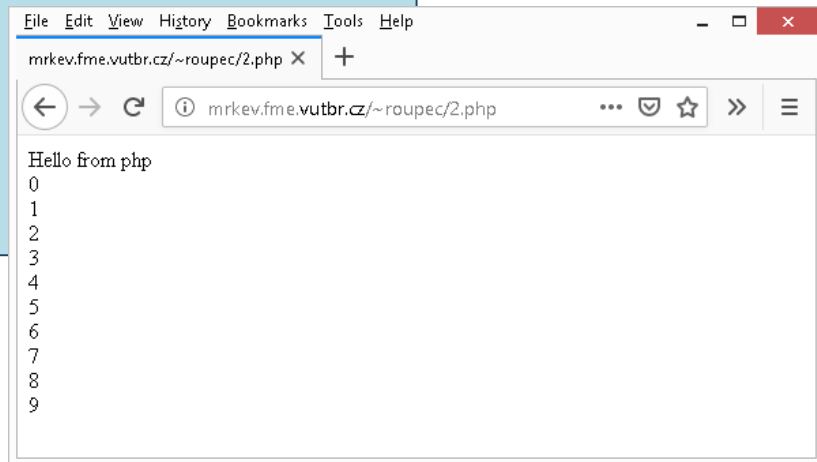 File Edit View History Bookmarks Tools Help
mrkev.fme.vutbr.cz/~roupec/2.php
mrkev.fme.vutbr.cz/~roupec/2.php
Hello from php
0
1
2
3
4
5
6
7
8
9